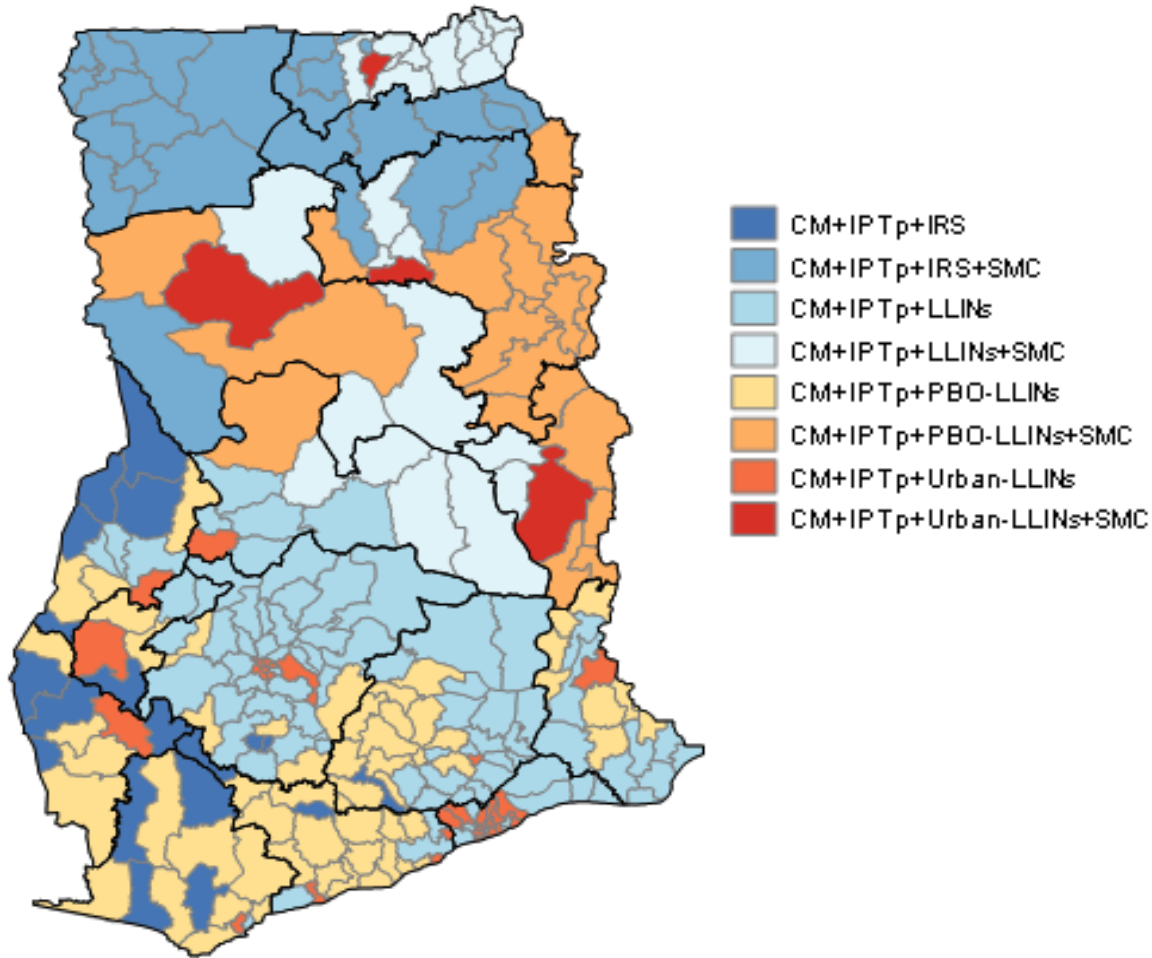 CM+IPTp+IRS
CM+IPTp+IRS+SMC
CM+IPTp+LLINs
CM+IPTp+LLINs+SMC
CM+IPTp+PBO-LLINs
CM+IPTp+PBO-LLINs+SMC
CM+IPTp+Urban-LLINs
CM+IPTp+Urban-LLINs+SMC